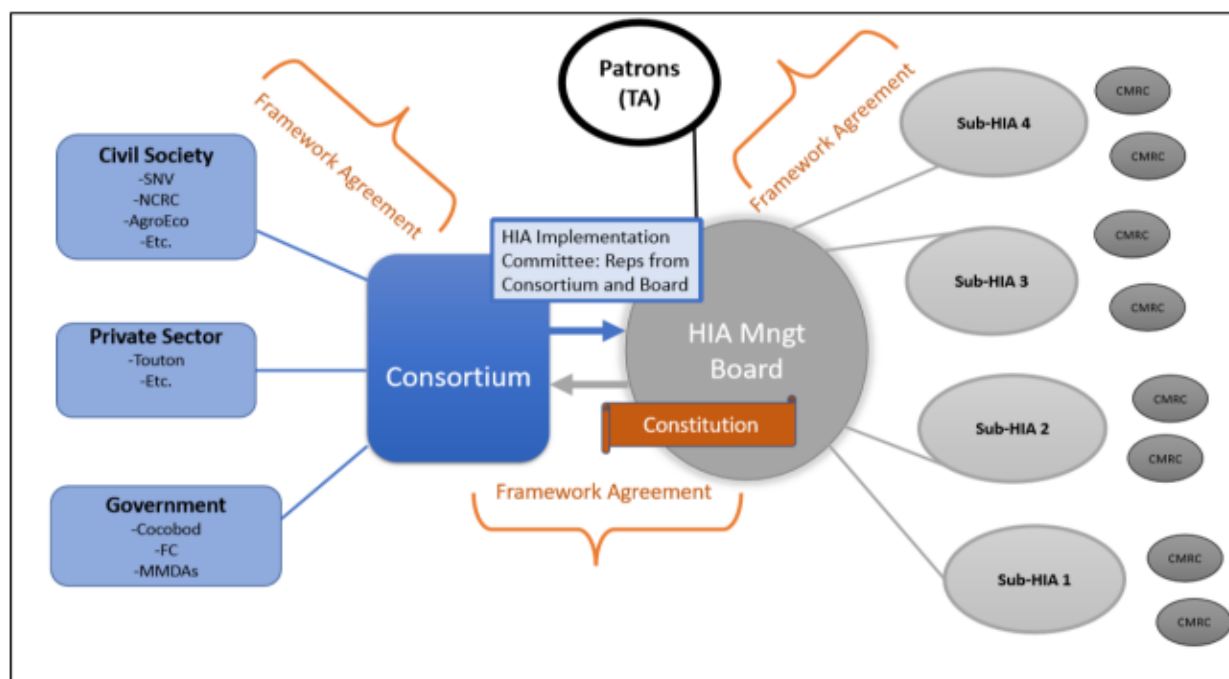 Patrons
(TA)
Framework Agreement
Framework Agreement
Civil Society
-SNV
-NCRC
-AgroEco
-Etc.
Private Sector
-Touton
-Etc.
Government
-Cocobod
-FC
-MMDAs
HIA Implementation
Committee: Reps from
Consortium and Board
Consortium
HIA Mngt
Board
Constitution
Framework Agreement
Sub-HIA 4
CMRC
CMRC
Sub-HIA 3
CMRC
CMRC
Sub-HIA 2
CMRC
CMRC
Sub-HIA 1
CMRC
CMRC